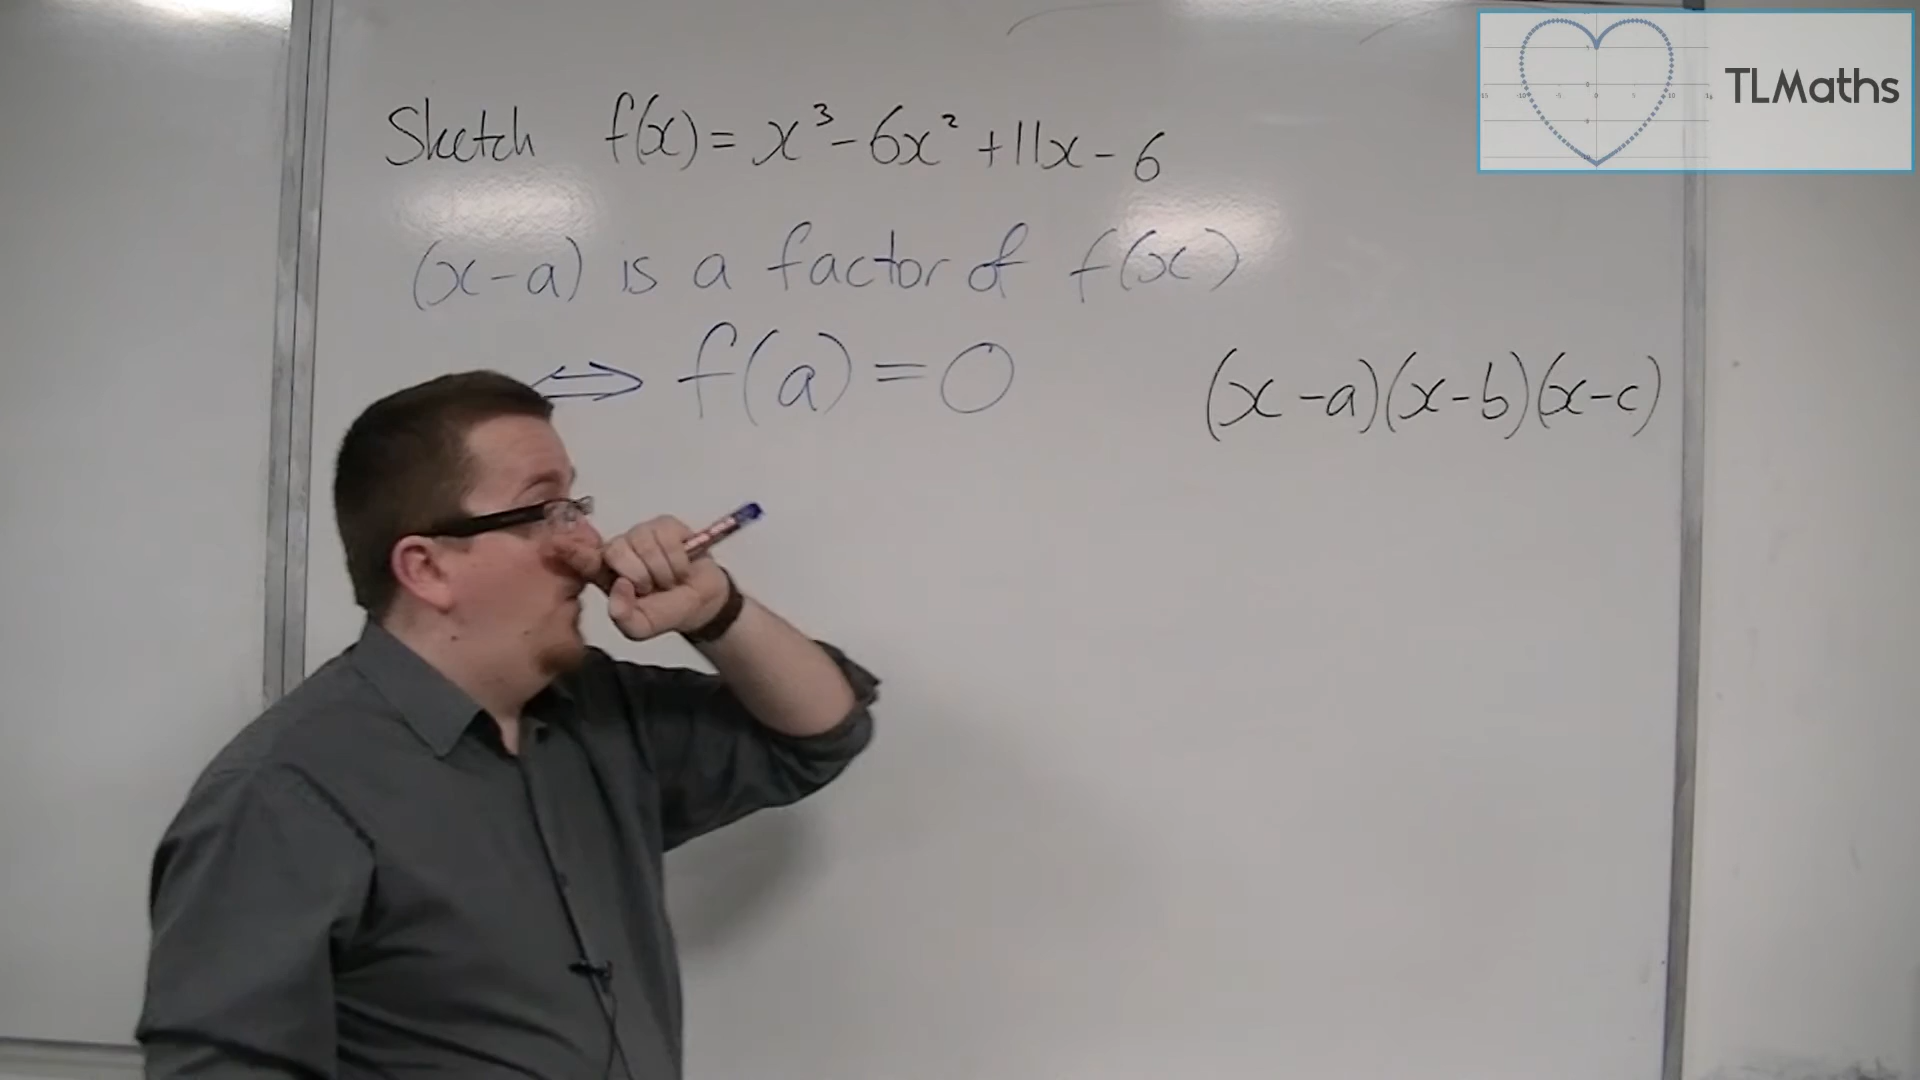 Sketch f(x) = x³ - 6x² + 11x - 6
(x-a) is a factor of f(x)
⇔ f(a) = 0
(x-a)(x-b)(x-c)
TLMaths